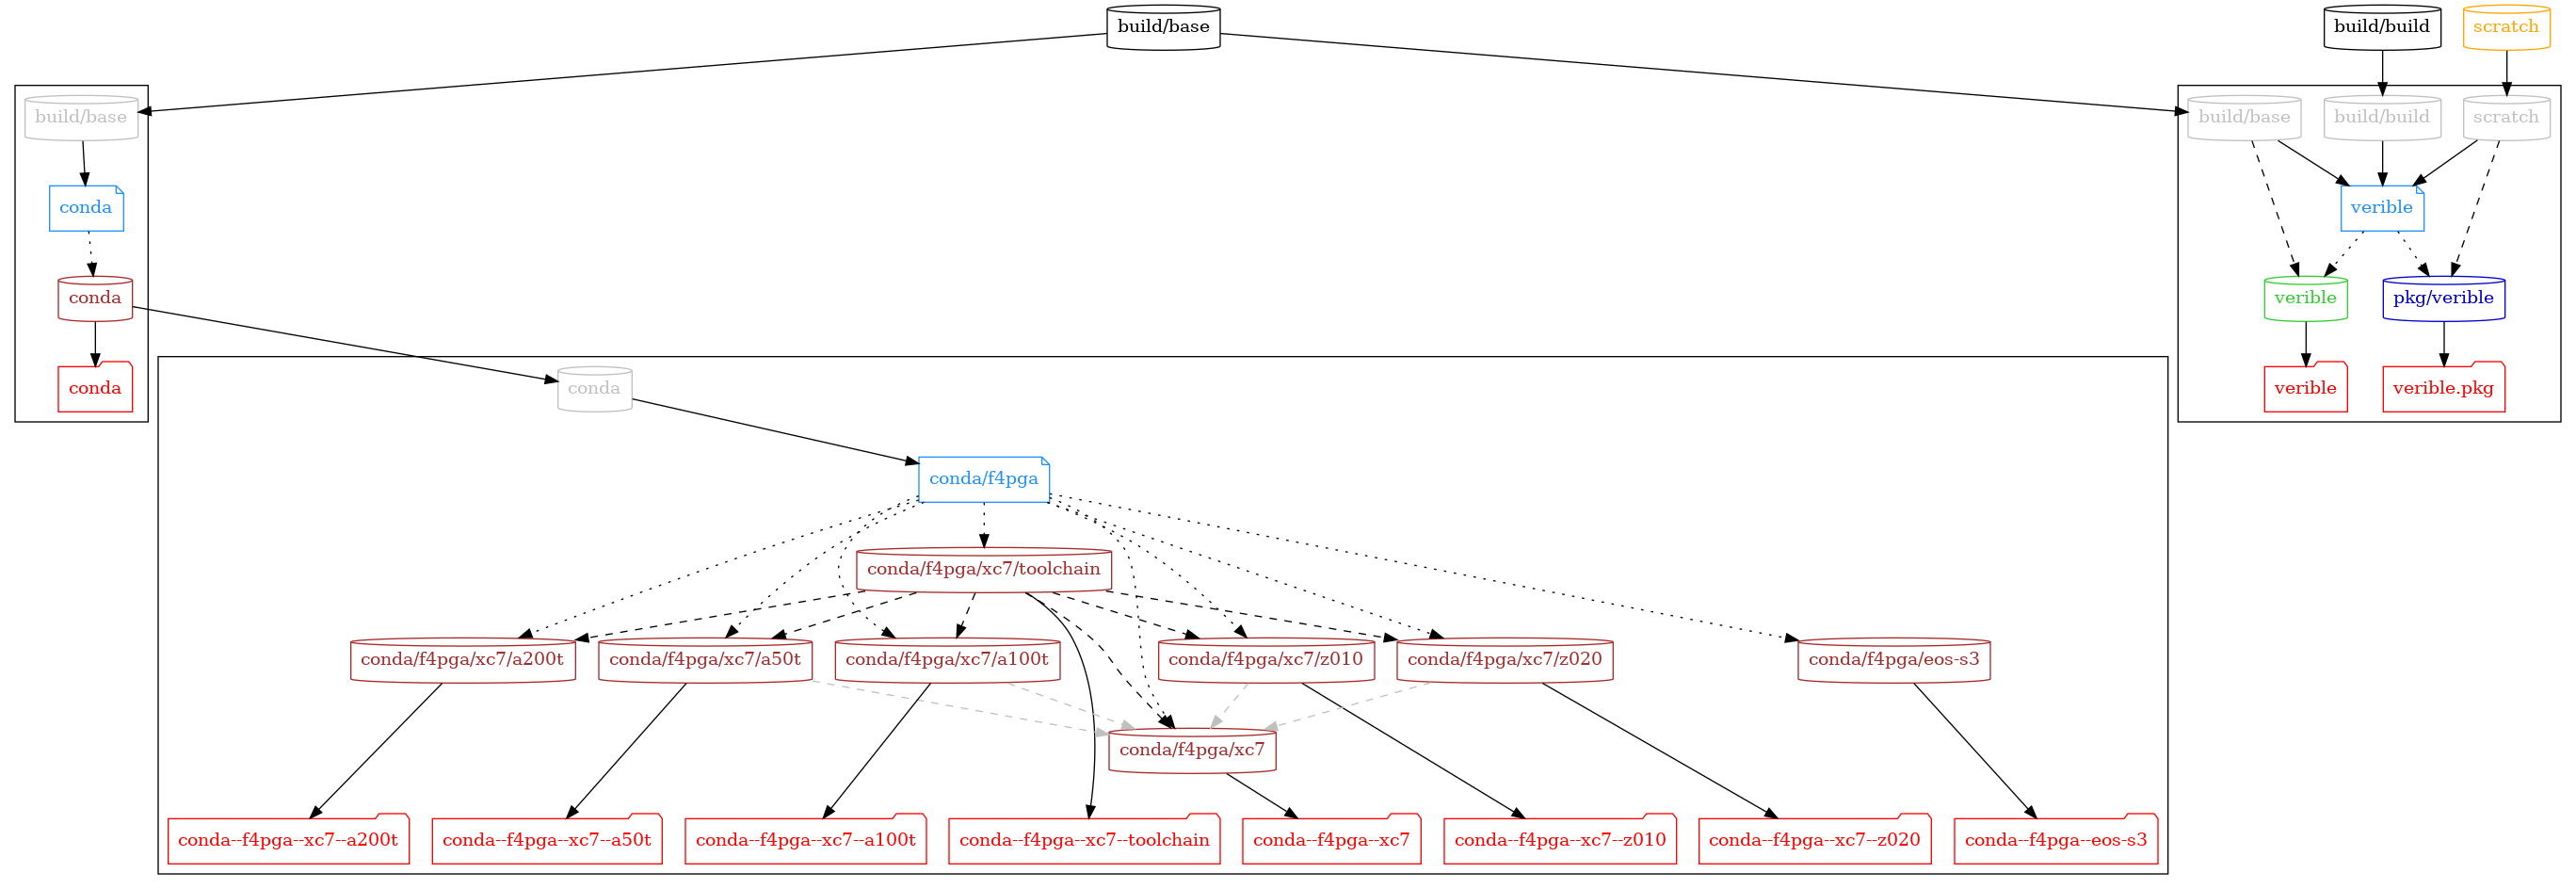 build/base
build/build
scratch
build/base
build/base
build/build
scratch
conda
verible
conda
verible
pkg/verible
conda
conda
verible
verible.pkg
conda/f4pga
conda/f4pga/xc7/toolchain
conda/f4pga/xc7/a200t
conda/f4pga/xc7/a50t
conda/f4pga/xc7/a100t
conda/f4pga/xc7/z010
conda/f4pga/xc7/z020
conda/f4pga/eos-s3
conda/f4pga/xc7
conda--f4pga--xc7--a200t
conda--f4pga--xc7--a50t
conda--f4pga--xc7--a100t
conda--f4pga--xc7--toolchain
conda--f4pga--xc7
conda--f4pga--xc7--z010
conda--f4pga--xc7--z020
conda--f4pga--eos-s3